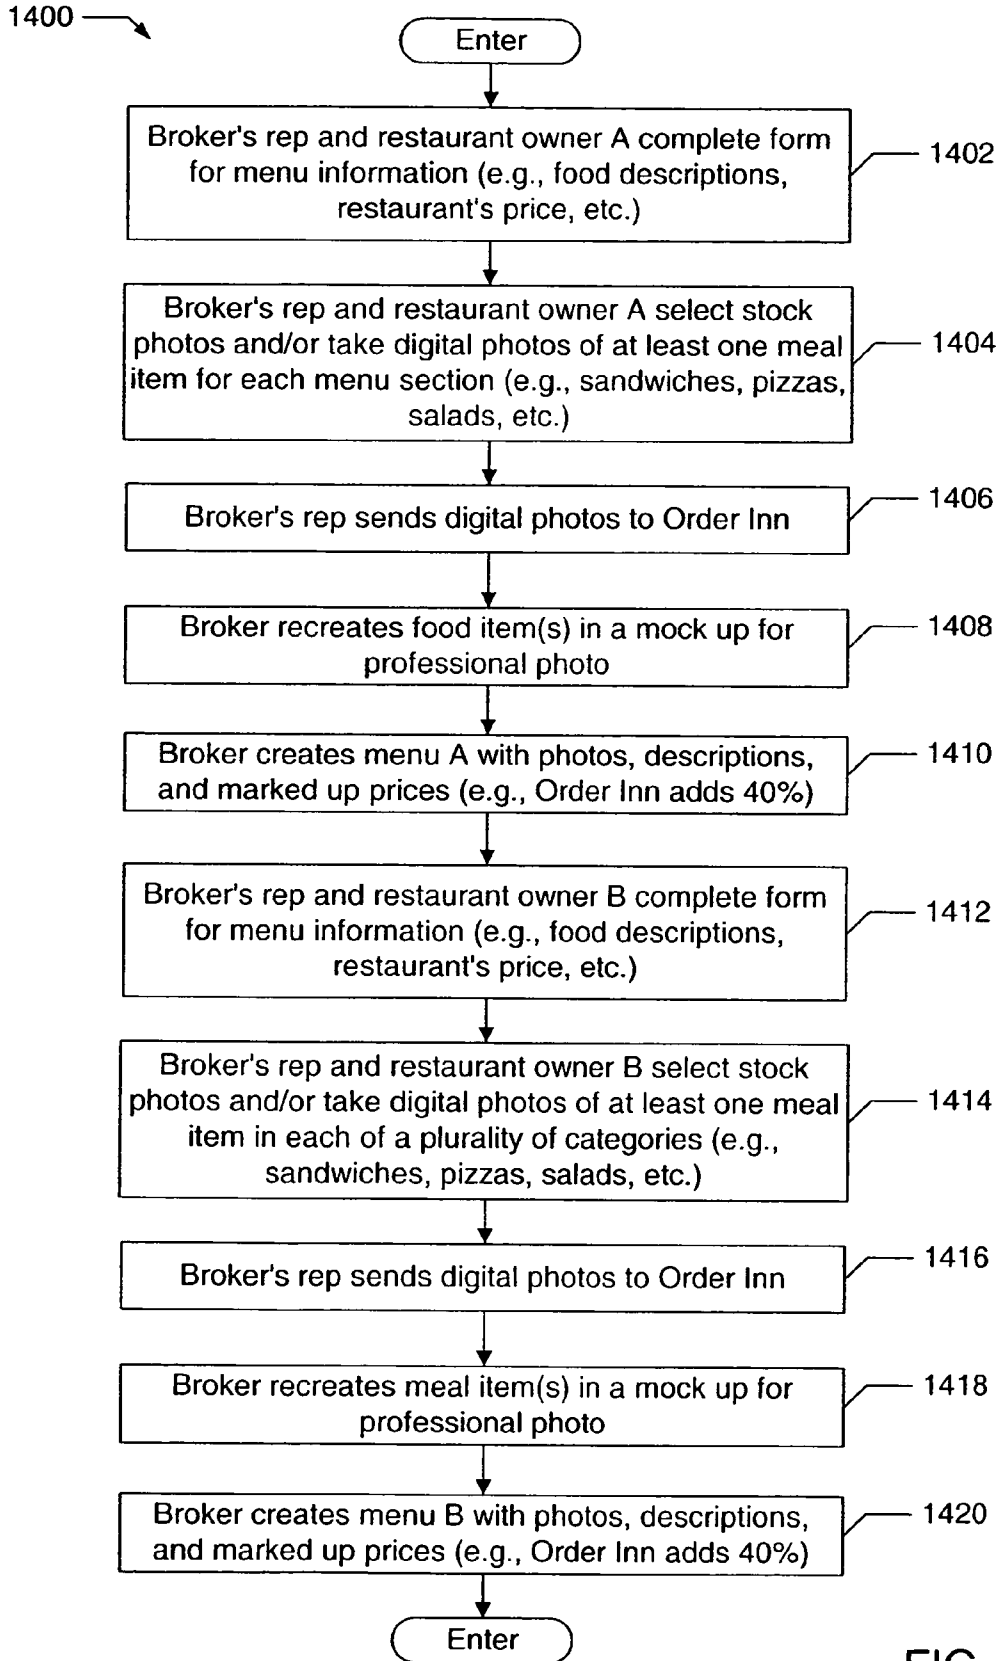 1400
Enter
Broker's rep and restaurant owner A complete form
for menu information (e.g., food descriptions,
restaurant's price, etc.)
1402
Broker's rep and restaurant owner A select stock
photos and/or take digital photos of at least one meal
item for each menu section (e.g., sandwiches, pizzas,
salads, etc.)
1404
Broker's rep sends digital photos to Order Inn
1406
Broker recreates food item(s) in a mock up for
professional photo
1408
Broker creates menu A with photos, descriptions,
and marked up prices (e.g., Order Inn adds 40%)
1410
Broker's rep and restaurant owner B complete form
for menu information (e.g., food descriptions,
restaurant's price, etc.)
1412
Broker's rep and restaurant owner B select stock
photos and/or take digital photos of at least one meal
item in each of a plurality of categories (e.g.,
sandwiches, pizzas, salads, etc.)
1414
Broker's rep sends digital photos to Order Inn
1416
Broker recreates meal item(s) in a mock up for
professional photo
1418
Broker creates menu B with photos, descriptions,
and marked up prices (e.g., Order Inn adds 40%)
1420
Enter